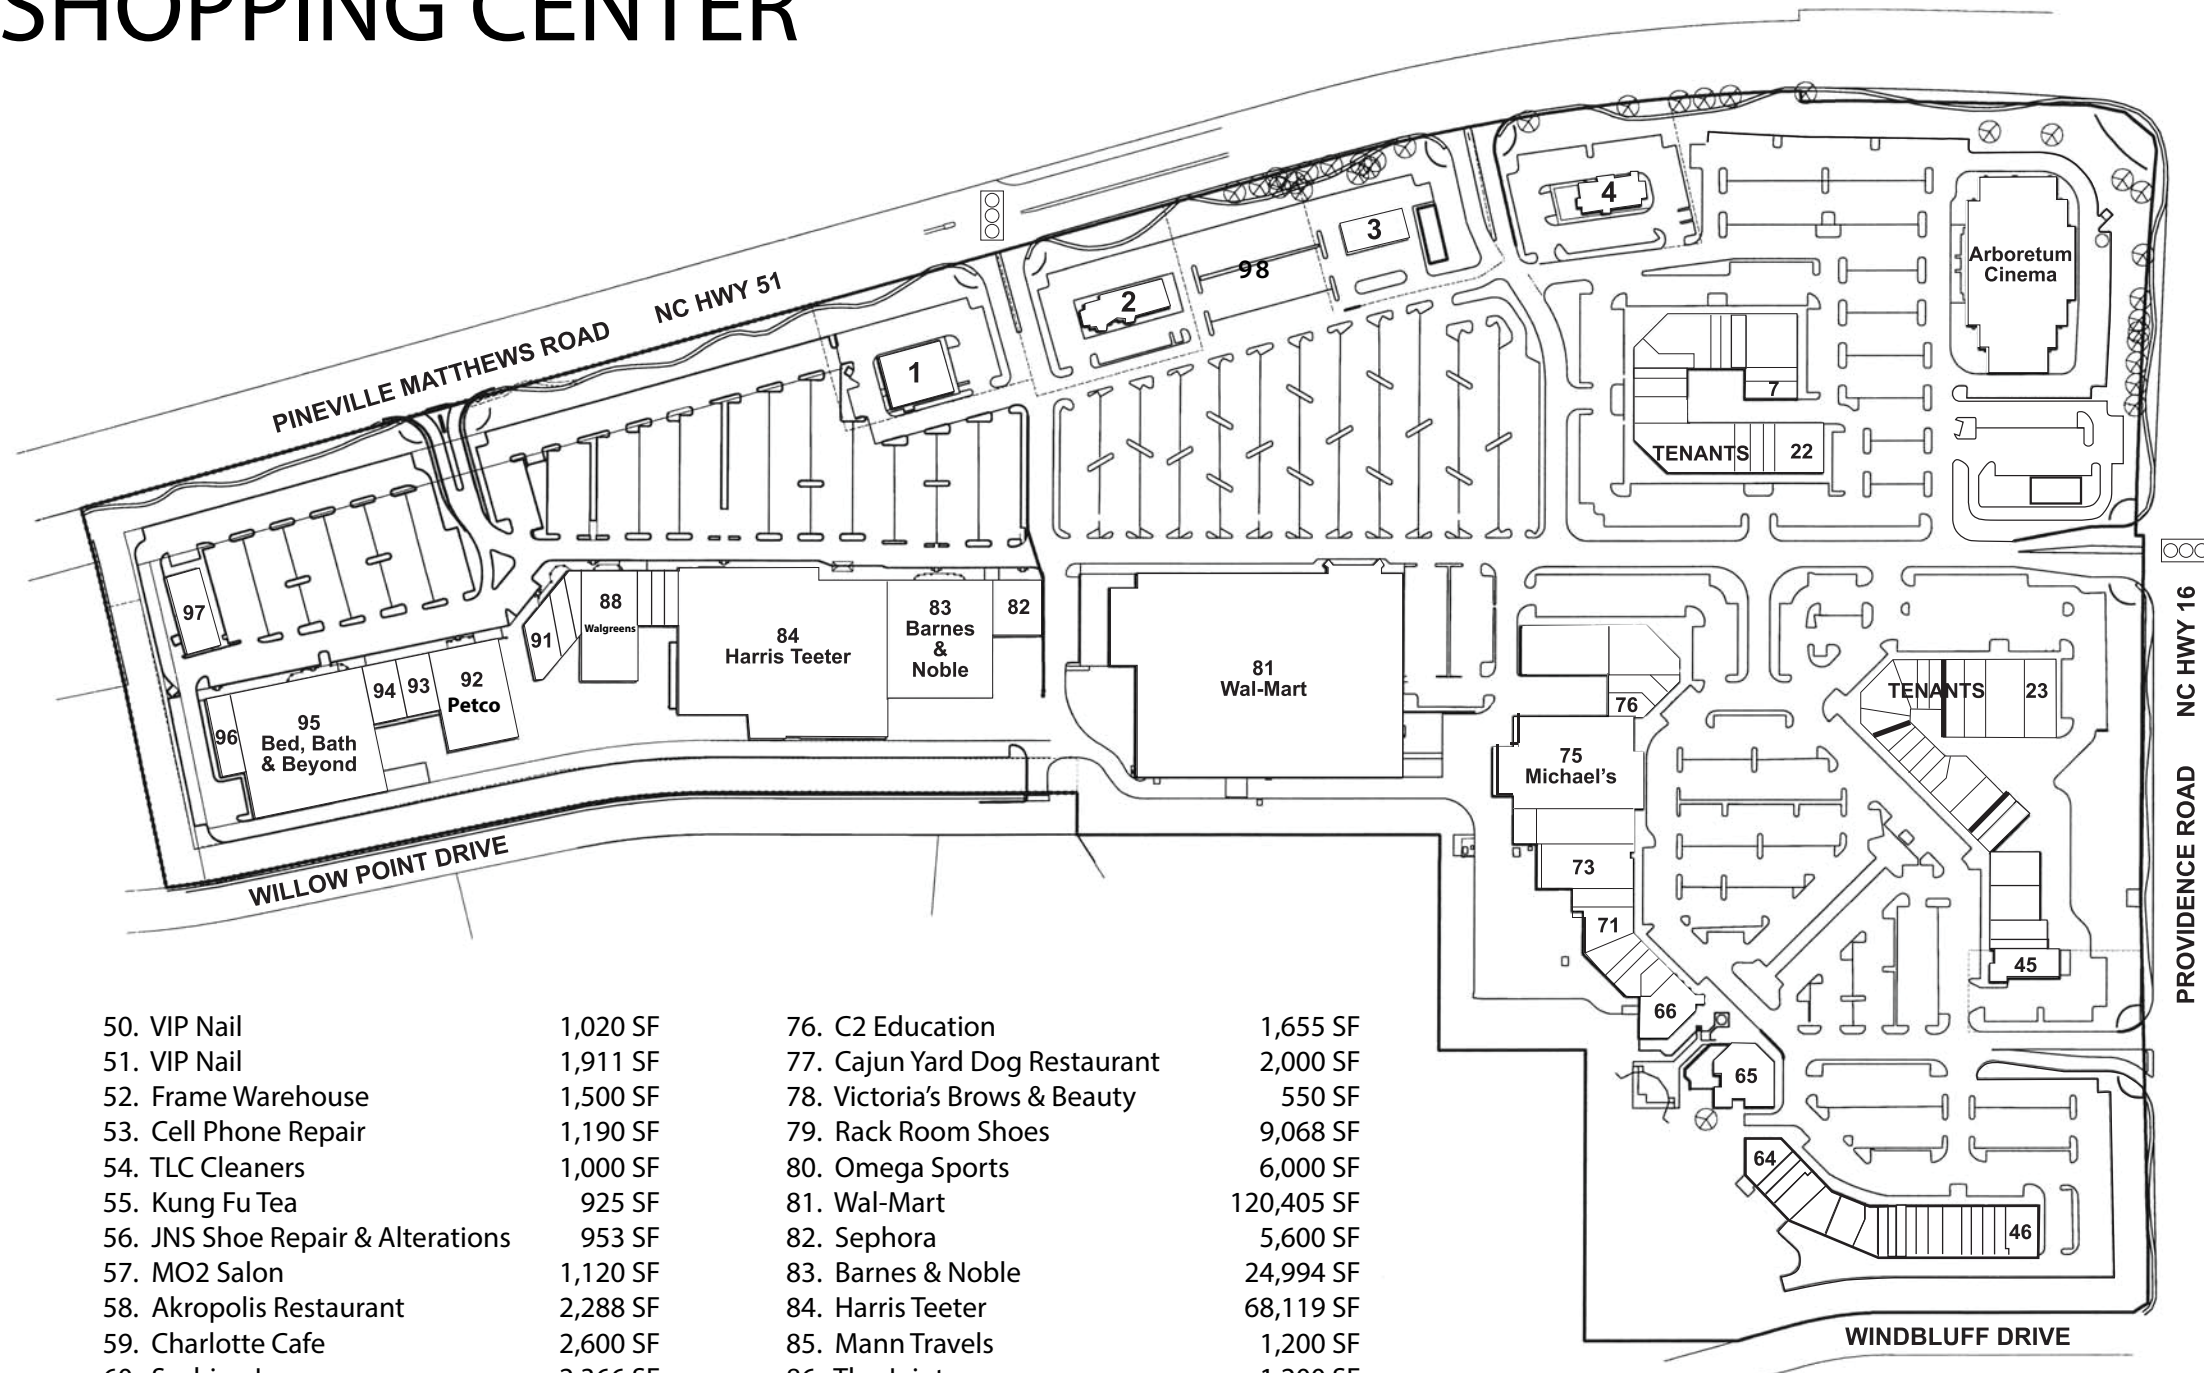 SHOPPING CENTER
PINEVILLE MATTHEWS ROAD NC HWY 51
4
3
98
2
1
Arboretum
Cinema
7
TENANTS 22
97
91
88
Walgreens
84
Harris Teeter
83
Barnes
&
Noble
82
81
Wal-Mart
96
95
Bed, Bath
& Beyond
94
93
92
Petco
76
75
Michael's
73
71
66
65
64
46
TENANTS 23
45
WILLOW POINT DRIVE
PROVIDENCE ROAD NC HWY 16
WINDBLUFF DRIVE
50. VIP Nail 1,020 SF
51. VIP Nail 1,911 SF
52. Frame Warehouse 1,500 SF
53. Cell Phone Repair 1,190 SF
54. TLC Cleaners 1,000 SF
55. Kung Fu Tea 925 SF
56. JNS Shoe Repair & Alterations 953 SF
57. MO2 Salon 1,120 SF
58. Akropolis Restaurant 2,288 SF
59. Charlotte Cafe 2,600 SF
76. C2 Education 1,655 SF
77. Cajun Yard Dog Restaurant 2,000 SF
78. Victoria's Brows & Beauty 550 SF
79. Rack Room Shoes 9,068 SF
80. Omega Sports 6,000 SF
81. Wal-Mart 120,405 SF
82. Sephora 5,600 SF
83. Barnes & Noble 24,994 SF
84. Harris Teeter 68,119 SF
85. Mann Travels 1,200 SF